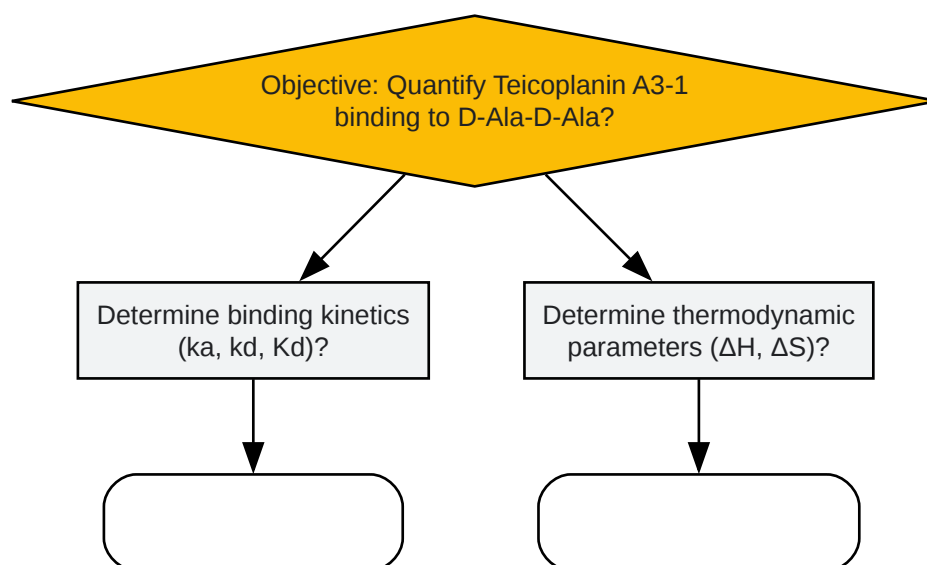 Objective: Quantify Teicoplanin A3-1
binding to D-Ala-D-Ala?
Determine binding kinetics
(ka, kd, Kd)?
Determine thermodynamic
parameters (ΔH, ΔS)?